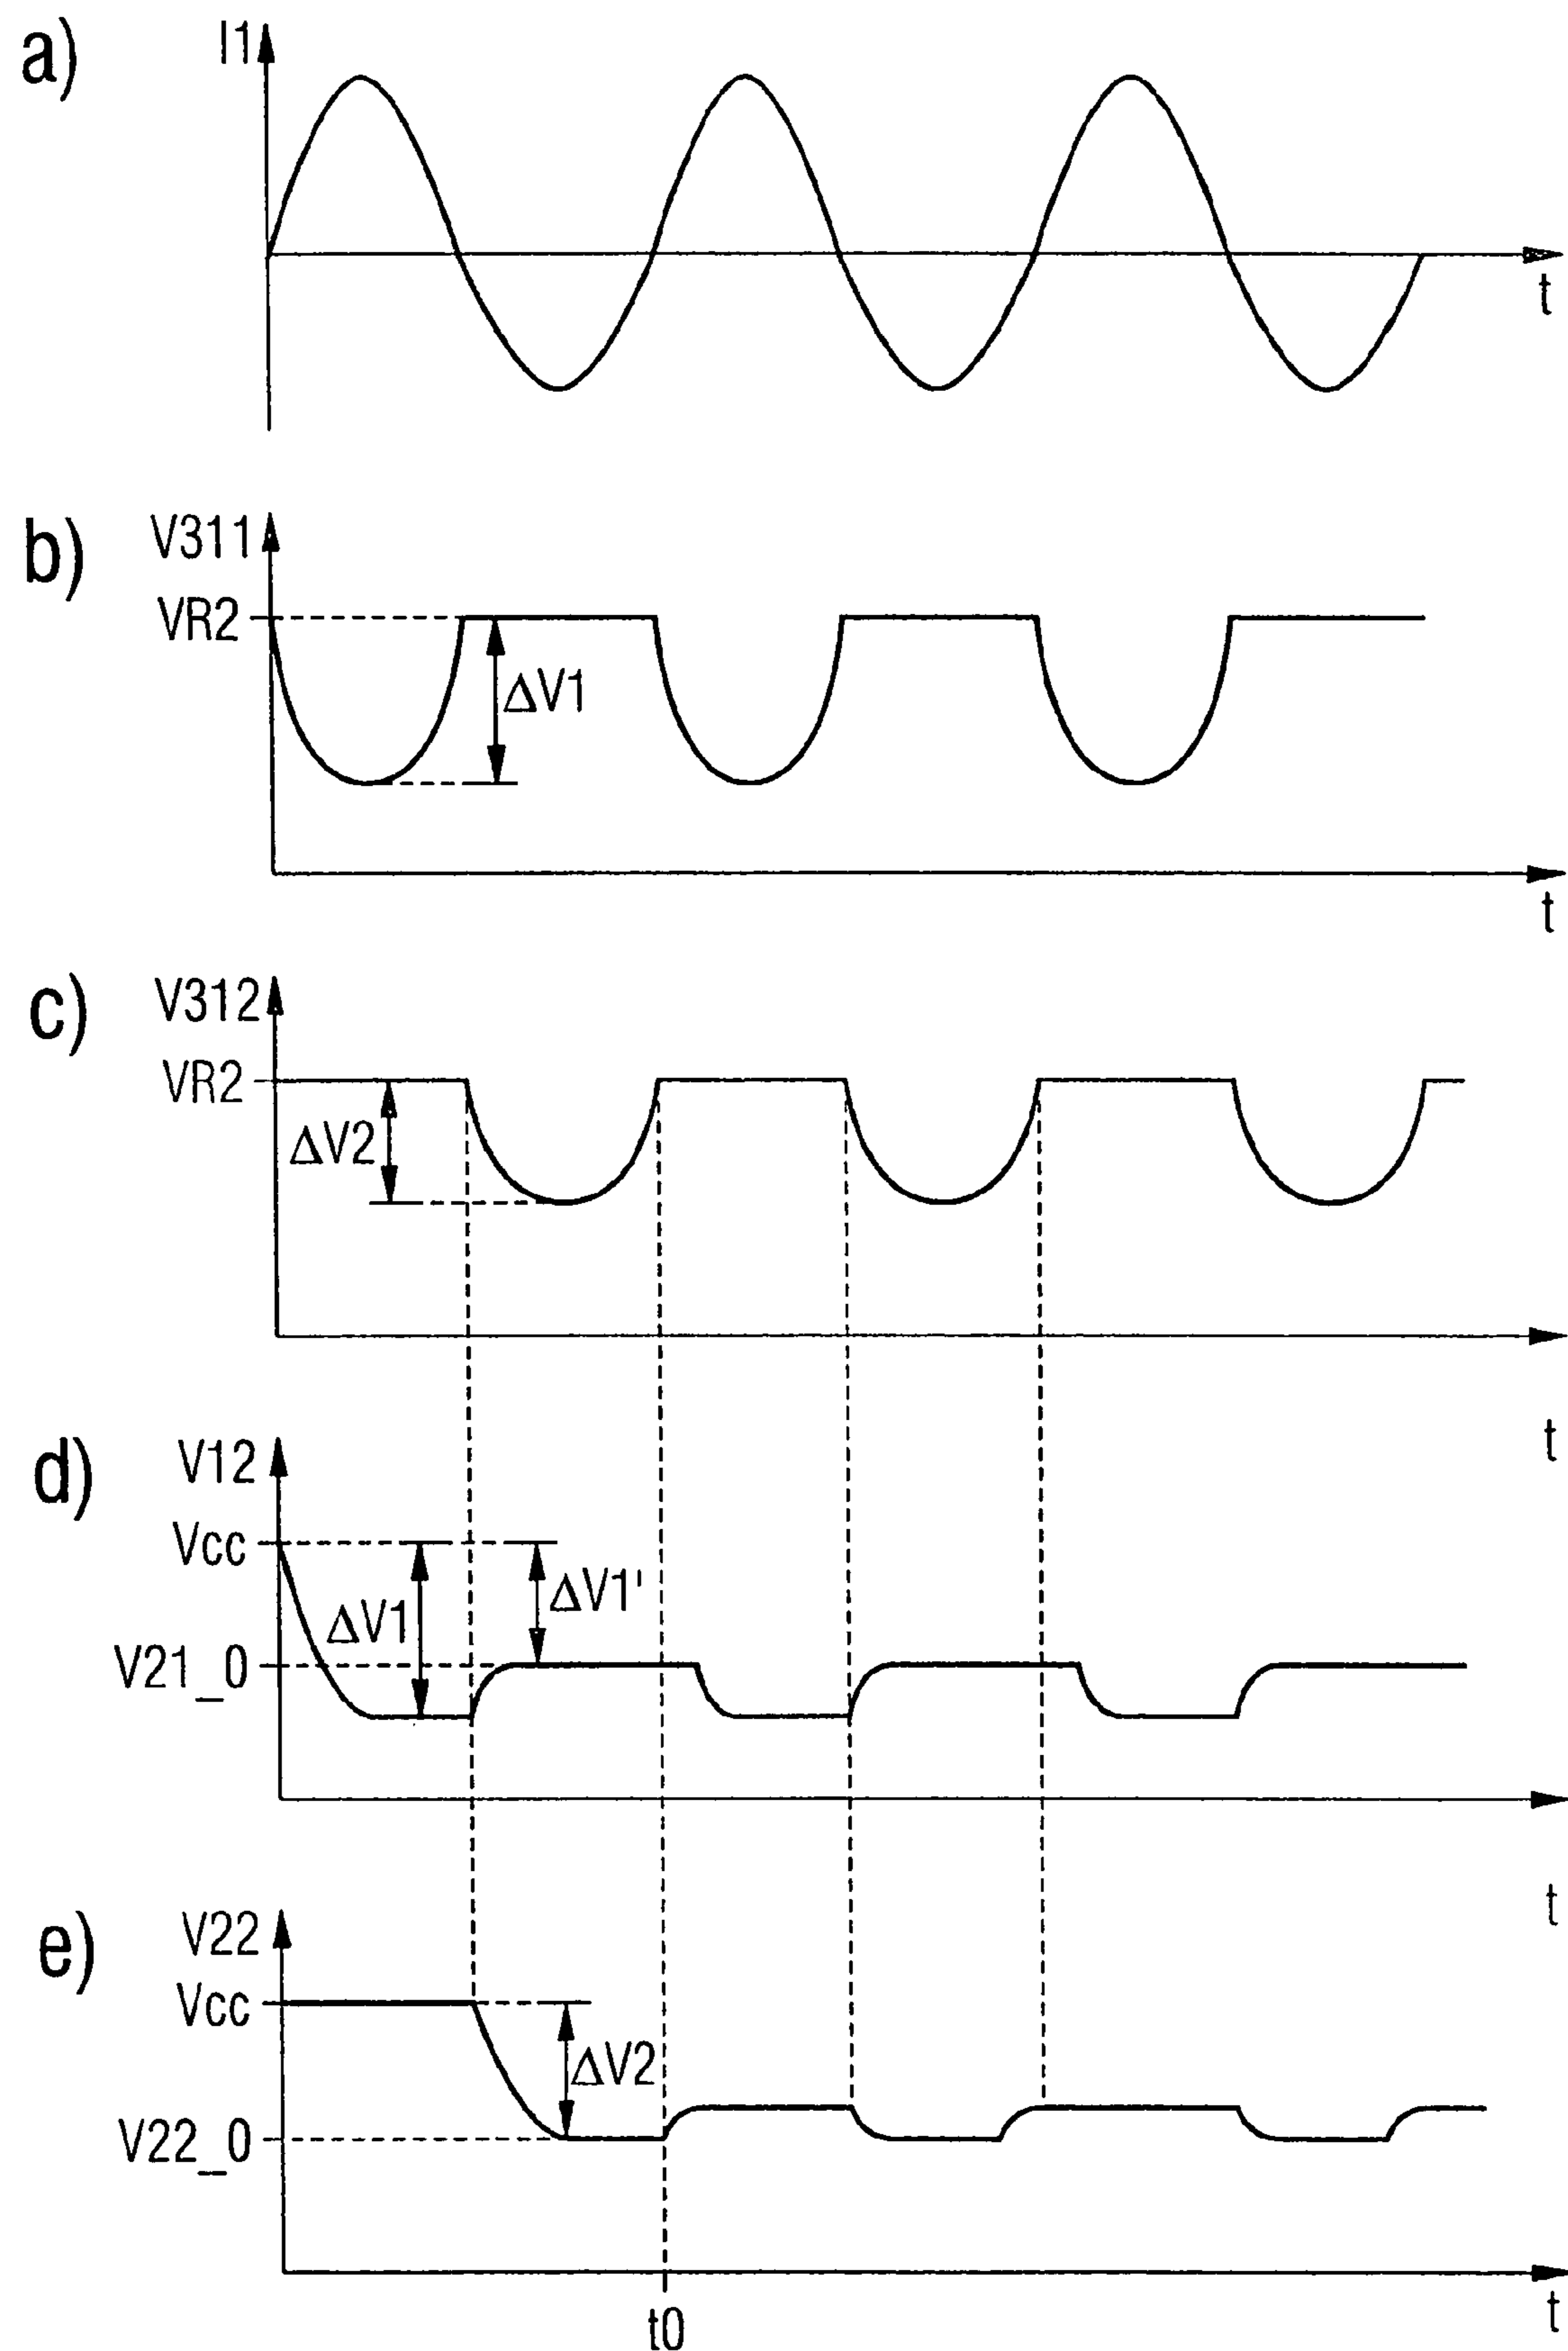 a)
I1
t
b)
V311
VR2
ΔV1
t
c)
V312
VR2
ΔV2
t
d)
V12
Vcc
ΔV1'
ΔV1
V21_0
t
e)
V22
Vcc
ΔV2
V22_0
t
t0